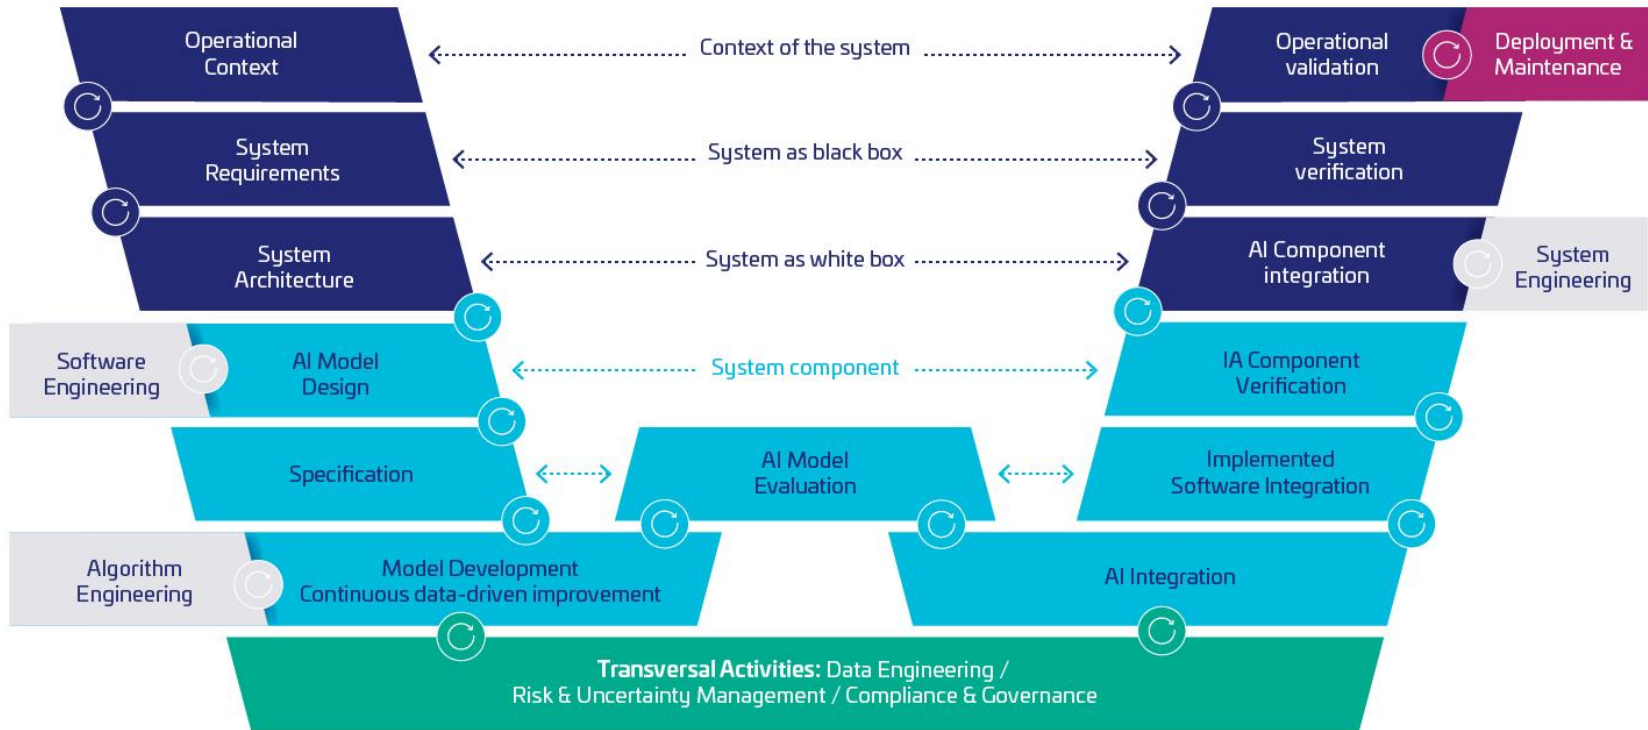 Operational
Context
Context of the system
Operational
validation
Deployment &
Maintenance
System
Requirements
System as black box
System
verification
System
Architecture
System as white box
AI Component
integration
System
Engineering
Software
Engineering
AI Model
Design
System component
IA Component
Verification
Specification
AI Model
Evaluation
Implemented
Software Integration
Algorithm
Engineering
Model Development
Continuous data-driven improvement
AI Integration
Transversal Activities: Data Engineering /
Risk & Uncertainty Management / Compliance & Governance